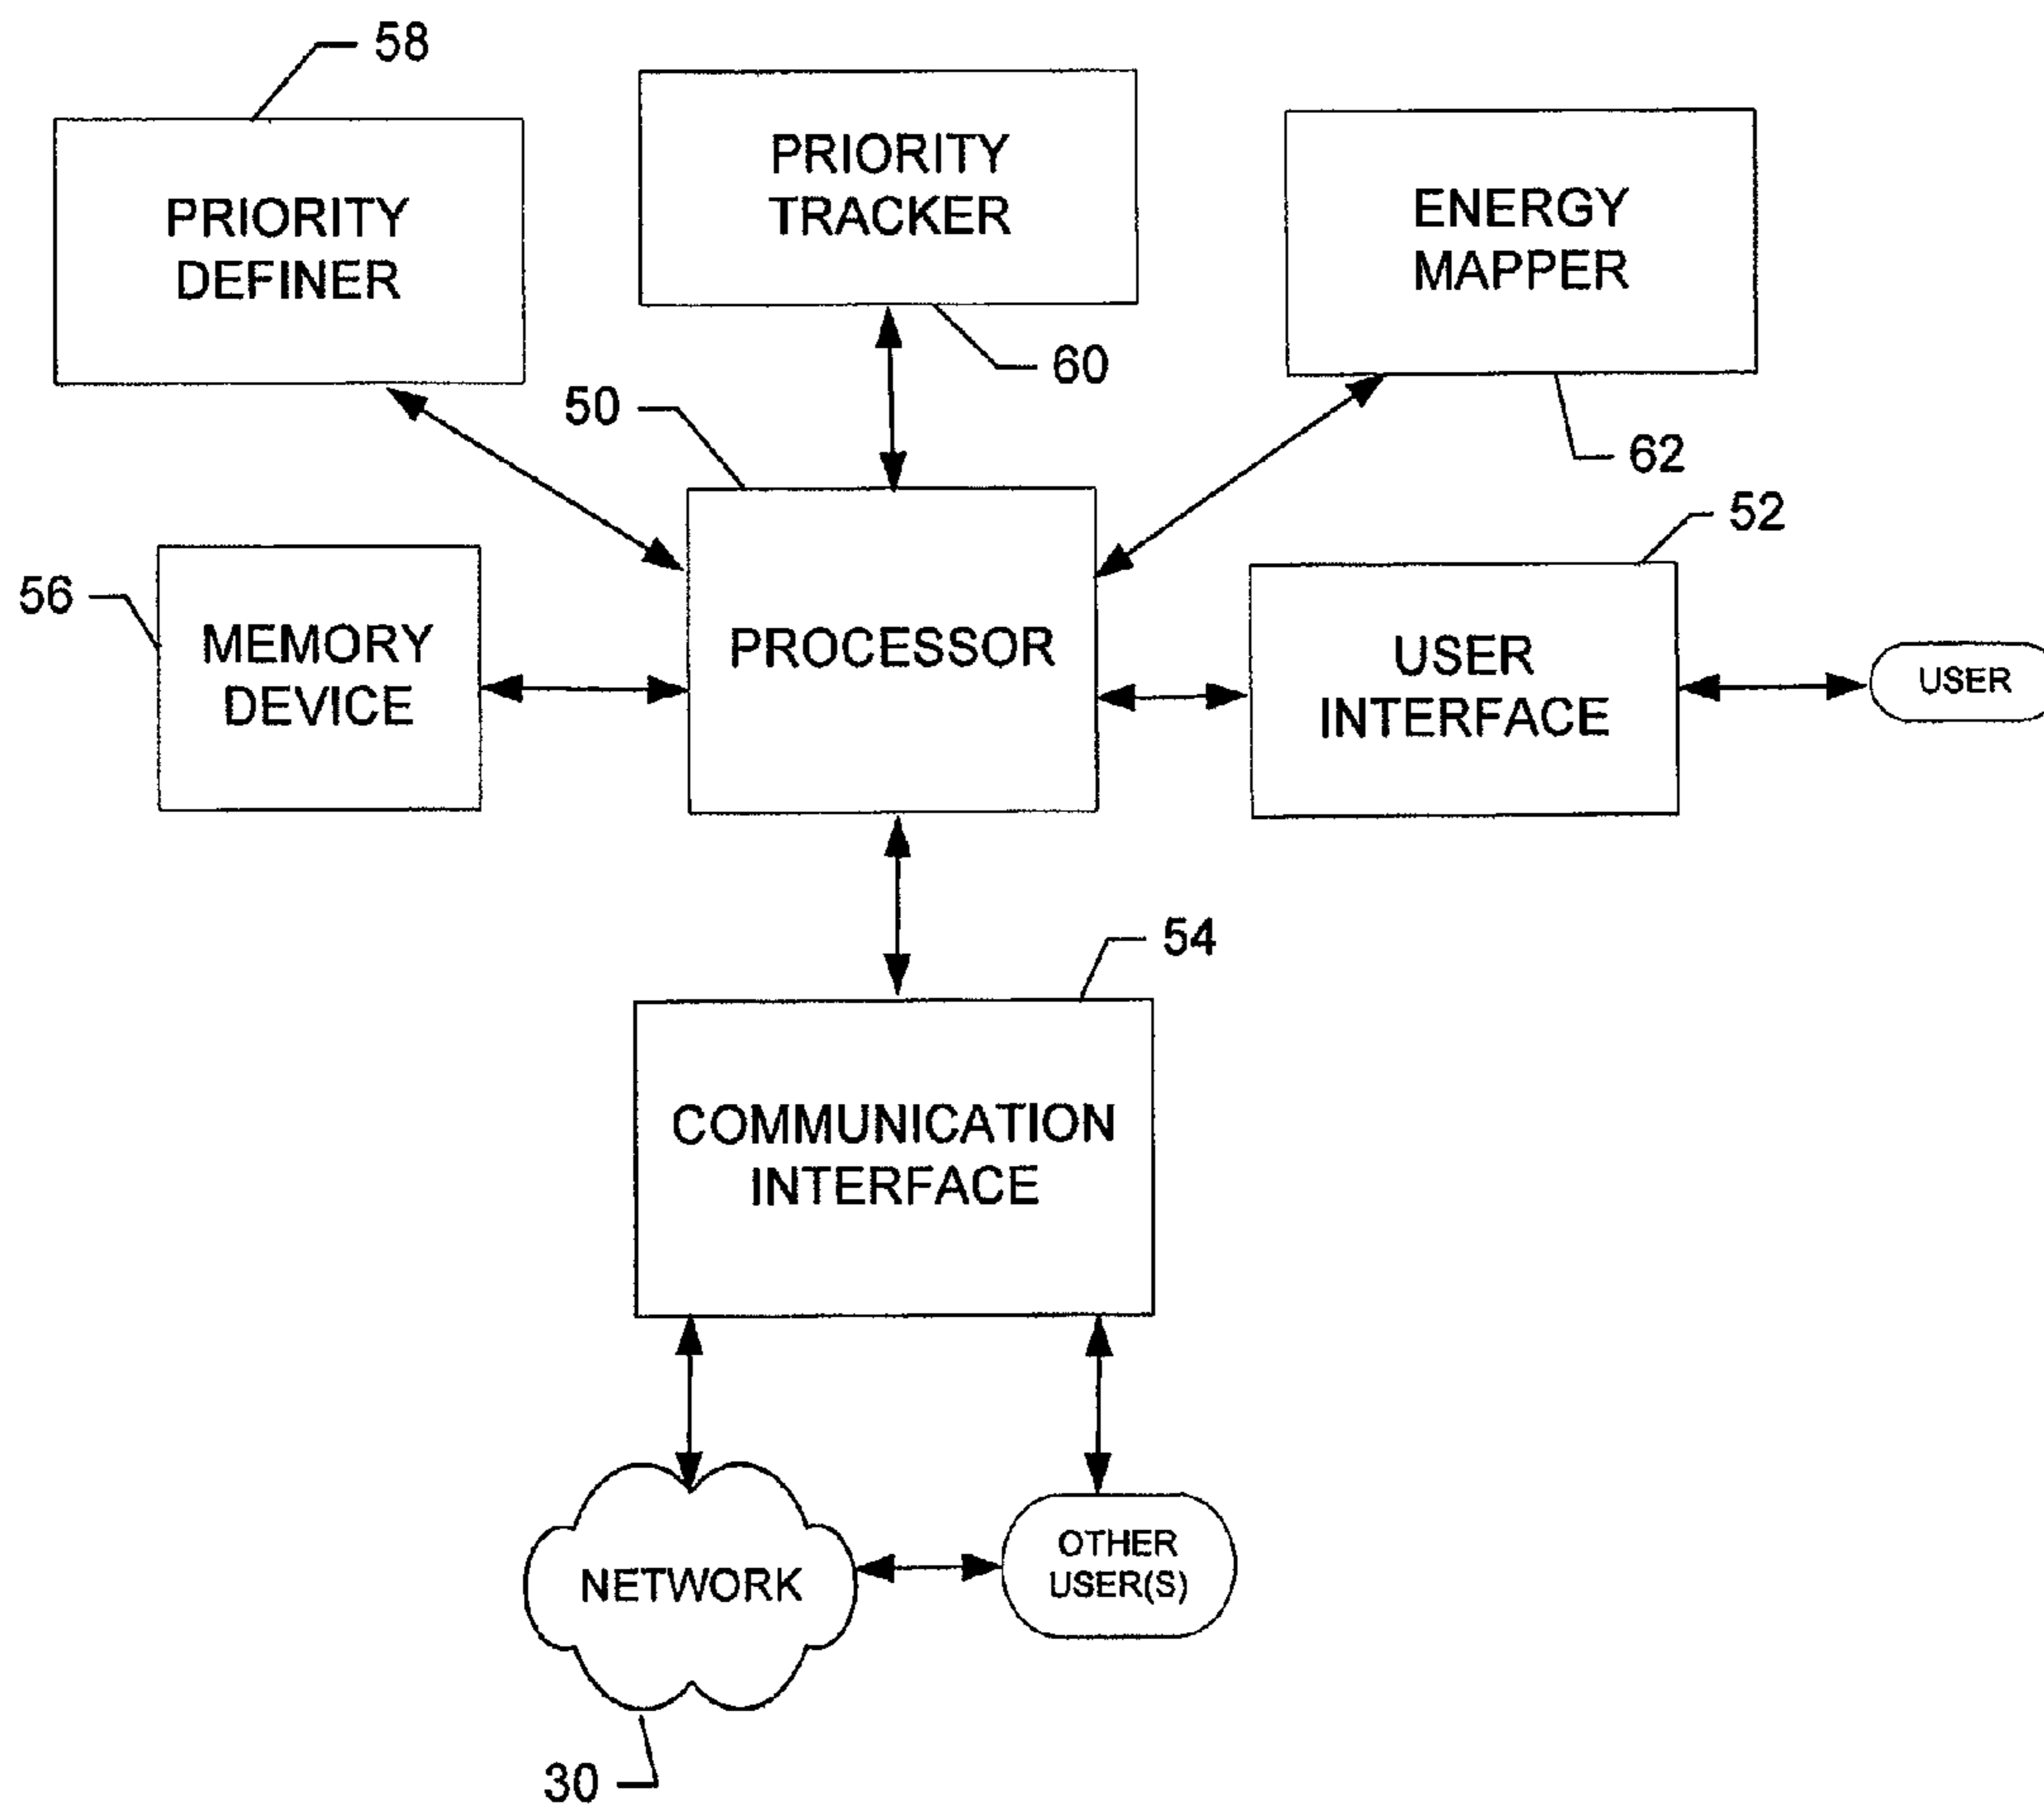 58
PRIORITY
DEFINER
PRIORITY
TRACKER
60
ENERGY
MAPPER
62
50
PROCESSOR
56
MEMORY
DEVICE
52
USER
INTERFACE
USER
54
COMMUNICATION
INTERFACE
NETWORK
30
OTHER
USER(S)